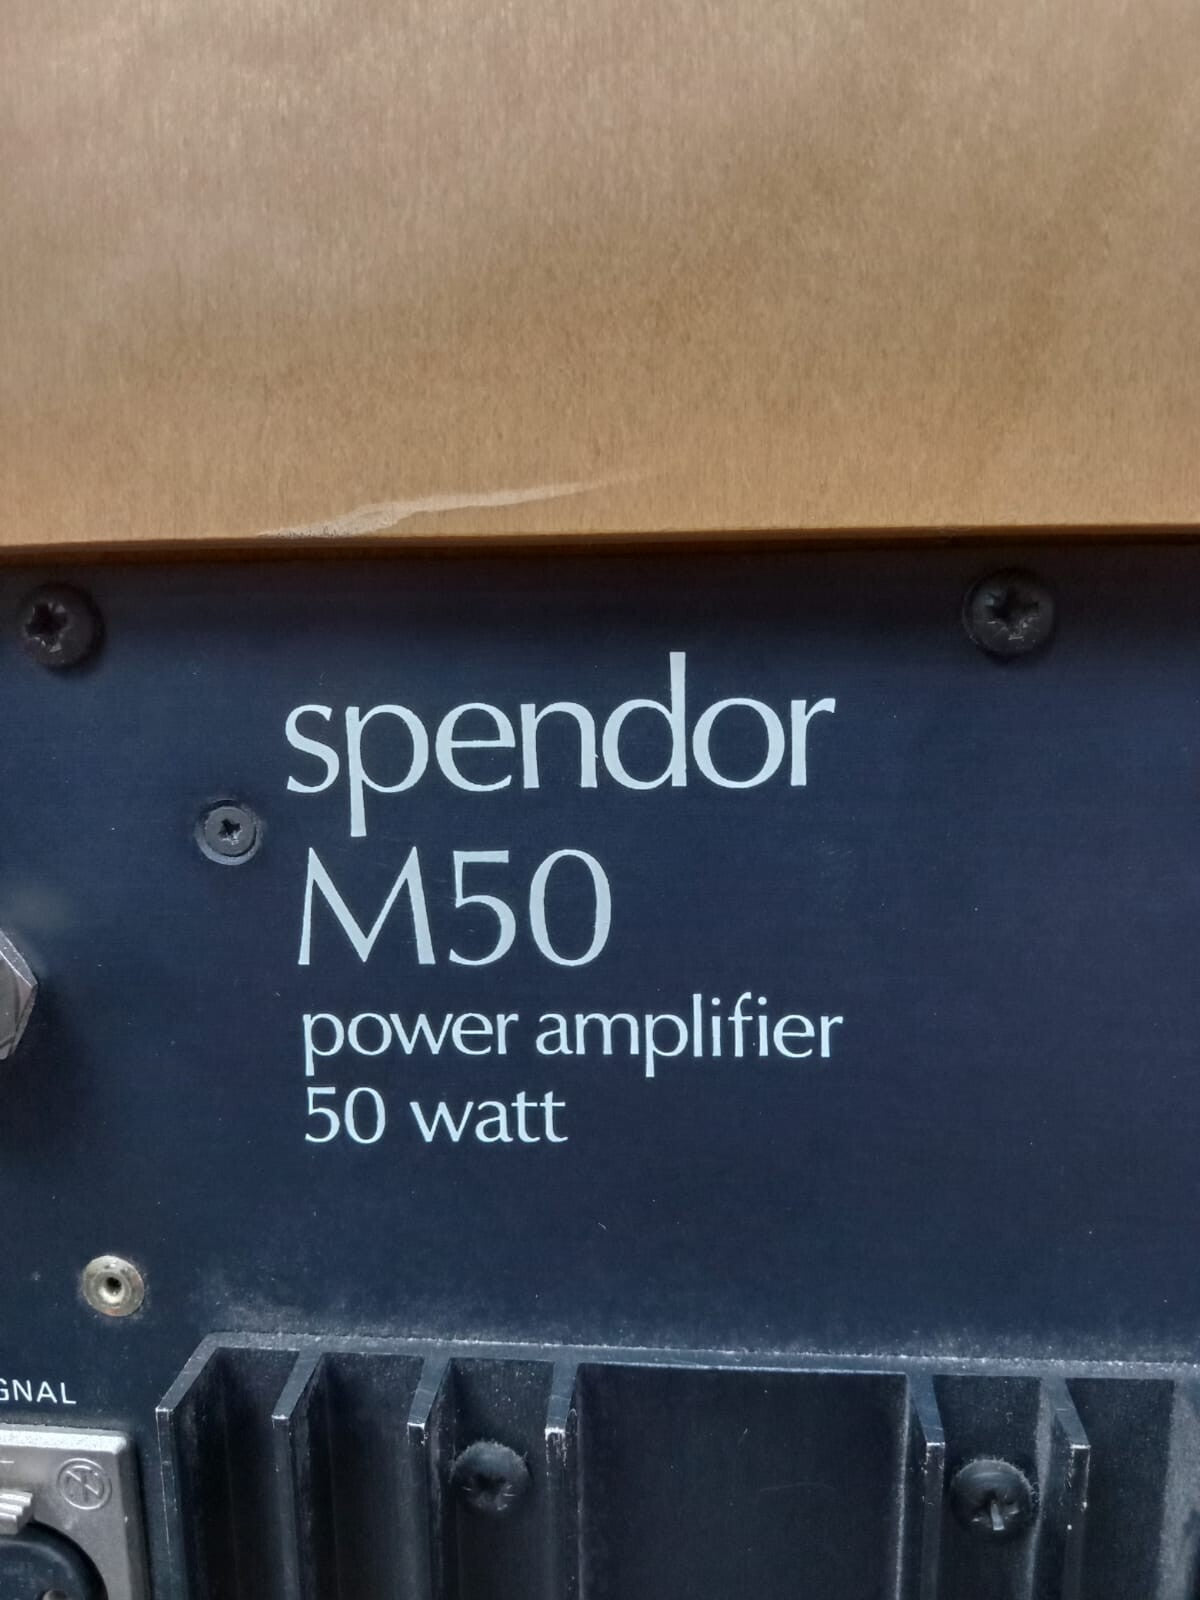 spendor
M50
power amplifier
50 watt
GNAL